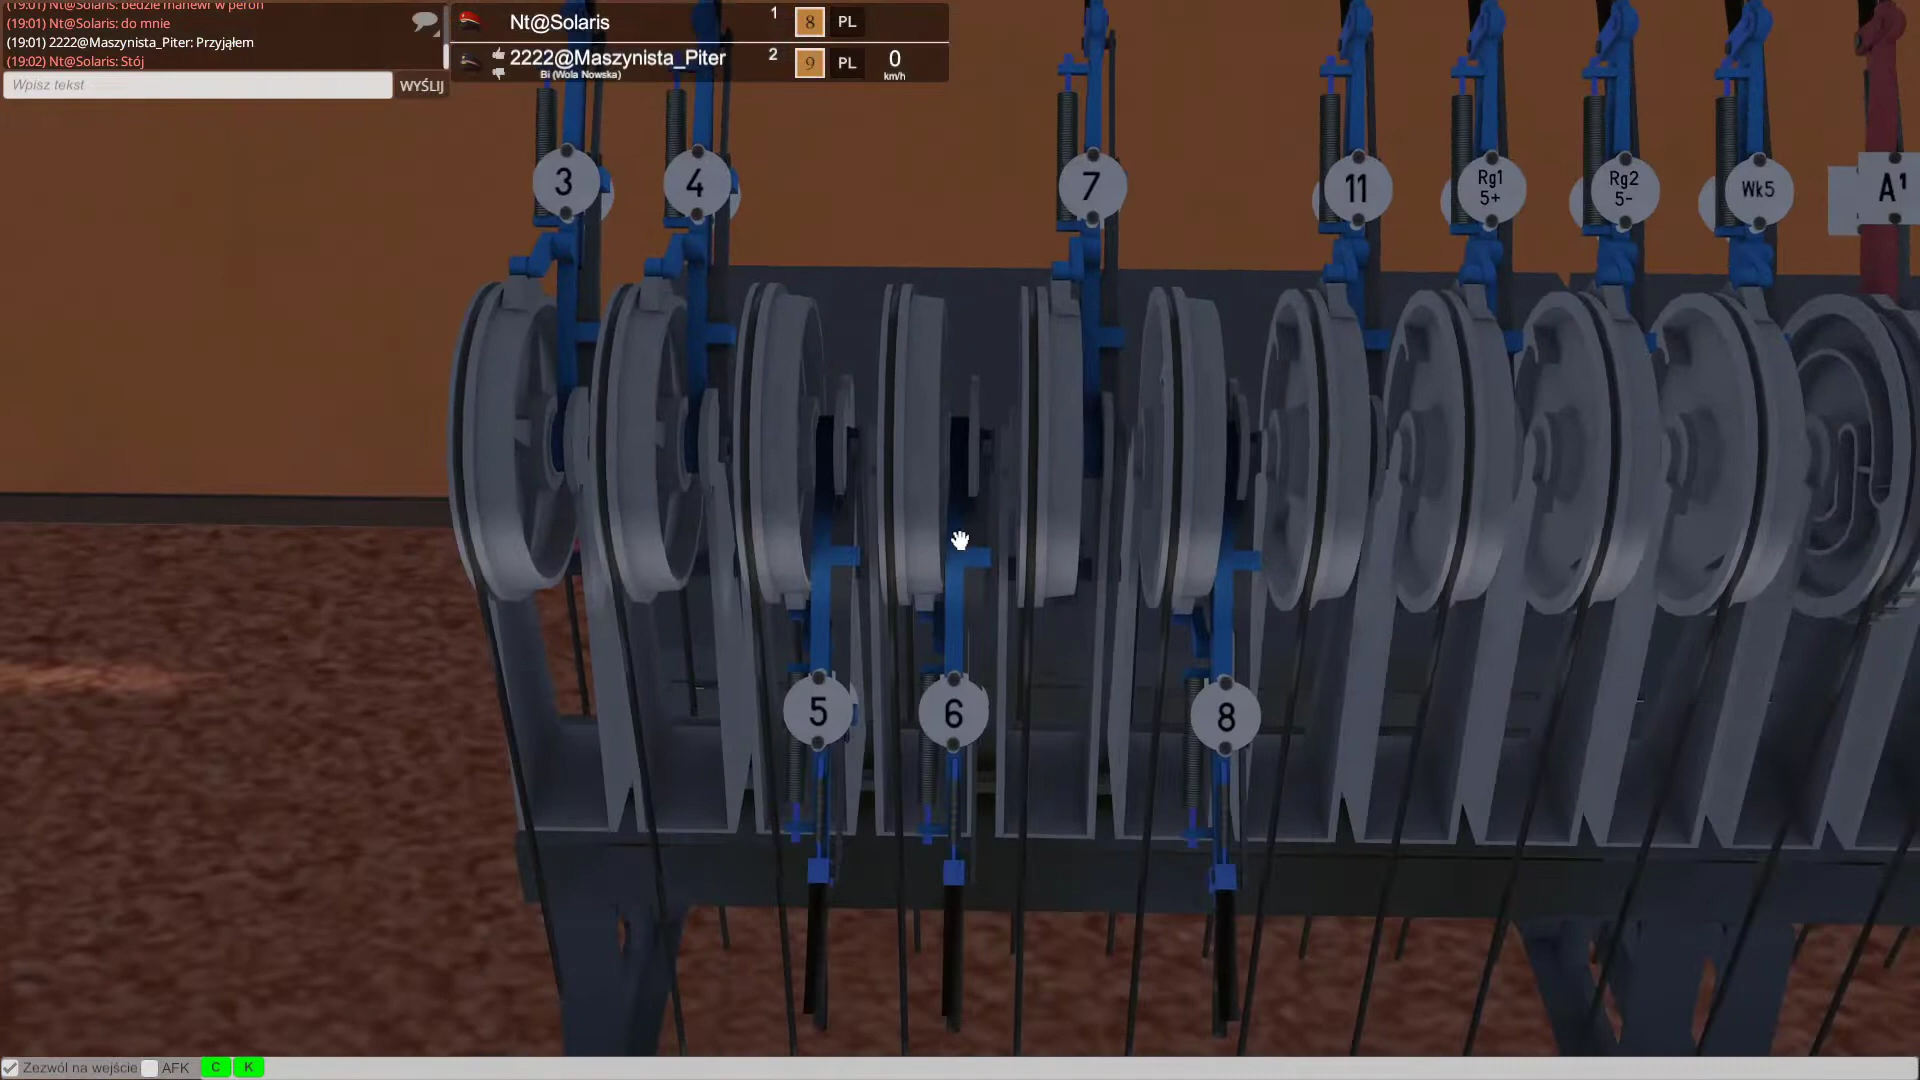 (19:01) Nt@Solaris: będzie manewr w peron
(19:01) Nt@Solaris: do mnie
(19:01) 2222@Maszynista_Piter: Przyjąłem
(19:02) Nt@Solaris: Stój
Wpisz tekst
WYŚLIJ
Nt@Solaris 1 8 PL
2222@Maszynista_Piter 2 9 PL 0
Bi (Wola Nowska) km/h
3 4 7 11 Rg1 5+ Rg2 5- Wk5 A¹
5 6 8
Zezwól na wejście AFK C K